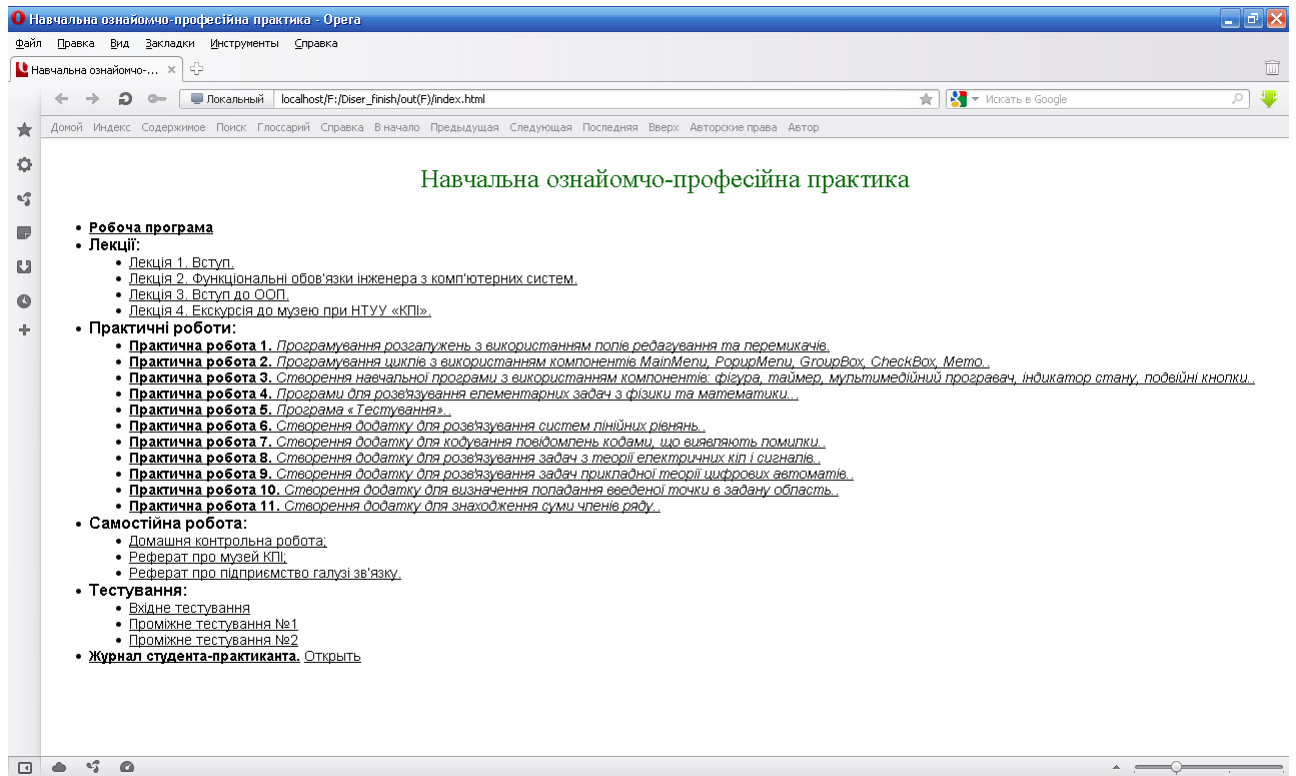 Навчальна ознайомчо-професійна практика - Opera
Файл Правка Вид Закладки Инструменты Справка
Навчальна ознайомчо-...
Локальный localhost/F:/Diser_finish/out(F)/index.html Искать в Google
Домой Индекс Содержимое Поиск Глоссарий Справка В начало Предыдущая Следующая Последняя Вверх Авторские права Автор
Навчальна ознайомчо-професійна практика
• Робоча програма
• Лекції:
• Лекція 1. Вступ.
• Лекція 2. Функціональні обов'язки інженера з комп'ютерних систем.
• Лекція 3. Вступ до ООП.
• Лекція 4. Екскурсія до музею при НТУУ «КПІ».
• Практичні роботи:
• Практична робота 1. Програмування розгалужень з використанням полів редагування та перемикачів.
• Практична робота 2. Програмування циклів з використанням компонентів MainMenu, PopupMenu, GroupBox, CheckBox, Memo..
• Практична робота 3. Створення навчальної програми з використанням компонентів: фігура, таймер, мультимедійний програвач, індикатор стану, подвійні кнопки..
• Практична робота 4. Програми для розв'язування елементарних задач з фізики та математики...
• Практична робота 5. Програма «Тестування»..
• Практична робота 6. Створення додатку для розв'язування систем лінійних рівнянь..
• Практична робота 7. Створення додатку для кодування повідомлень кодами, що виявляють помилки..
• Практична робота 8. Створення додатку для розв'язування задач з теорії електричних кіл і сигналів..
• Практична робота 9. Створення додатку для розв'язування задач прикладної теорії цифрових автоматів..
• Практична робота 10. Створення додатку для визначення попадання введеної точки в задану область..
• Практична робота 11. Створення додатку для знаходження суми членів ряду..
• Самостійна робота:
• Домашня контрольна робота;
• Реферат про музей КПІ;
• Реферат про підприємство галузі зв'язку.
• Тестування:
• Вхідне тестування
• Проміжне тестування №1
• Проміжне тестування №2
• Журнал студента-практиканта. Открыть